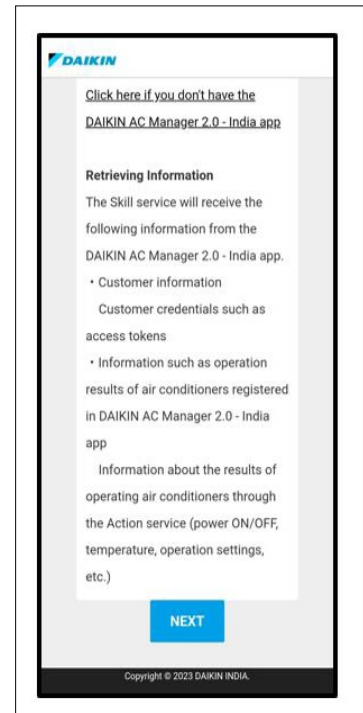 DAIKIN
Click here if you don't have the
DAIKIN AC Manager 2.0 - India app
Retrieving Information
The Skill service will receive the
following information from the
DAIKIN AC Manager 2.0 - India app.
・Customer information
Customer credentials such as
access tokens
・Information such as operation
results of air conditioners registered
in DAIKIN AC Manager 2.0 - India
app
Information about the results of
operating air conditioners through
the Action service (power ON/OFF,
temperature, operation settings,
etc.)
NEXT
Copyright © 2023 DAIKIN INDIA.